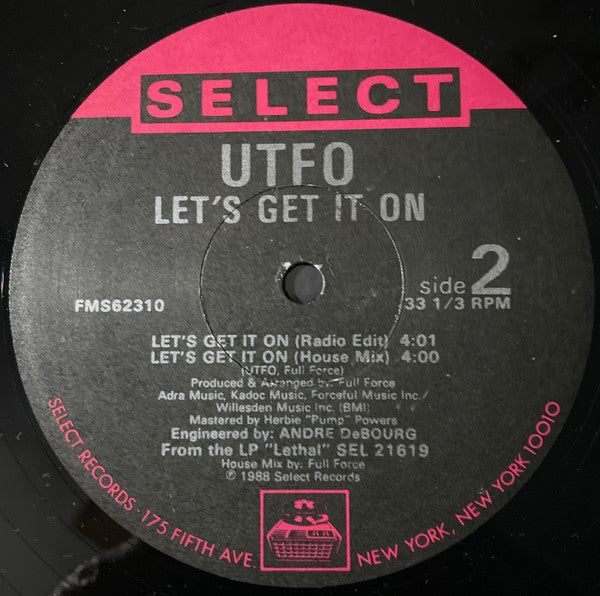 SELECT
UTFO
LET'S GET IT ON
side 2
FMS62310
33 1/3 RPM
LET'S GET IT ON (Radio Edit) 4:01
LET'S GET IT ON (House Mix) 4:00
(UTFO, Full Force)
Produced & Arranged by: Full Force
Adra Music, Kadoc Music, Forceful Music Inc./
Willesden Music Inc. (BMI)
Mastered by Herbie "Pump" Powers
Engineered by: ANDRE DeBOURG
From the LP "Lethal" SEL 21619
House Mix by: Full Force
℗ 1988 Select Records
SELECT RECORDS · 175 FIFTH AVE. NEW YORK, NEW YORK 10010